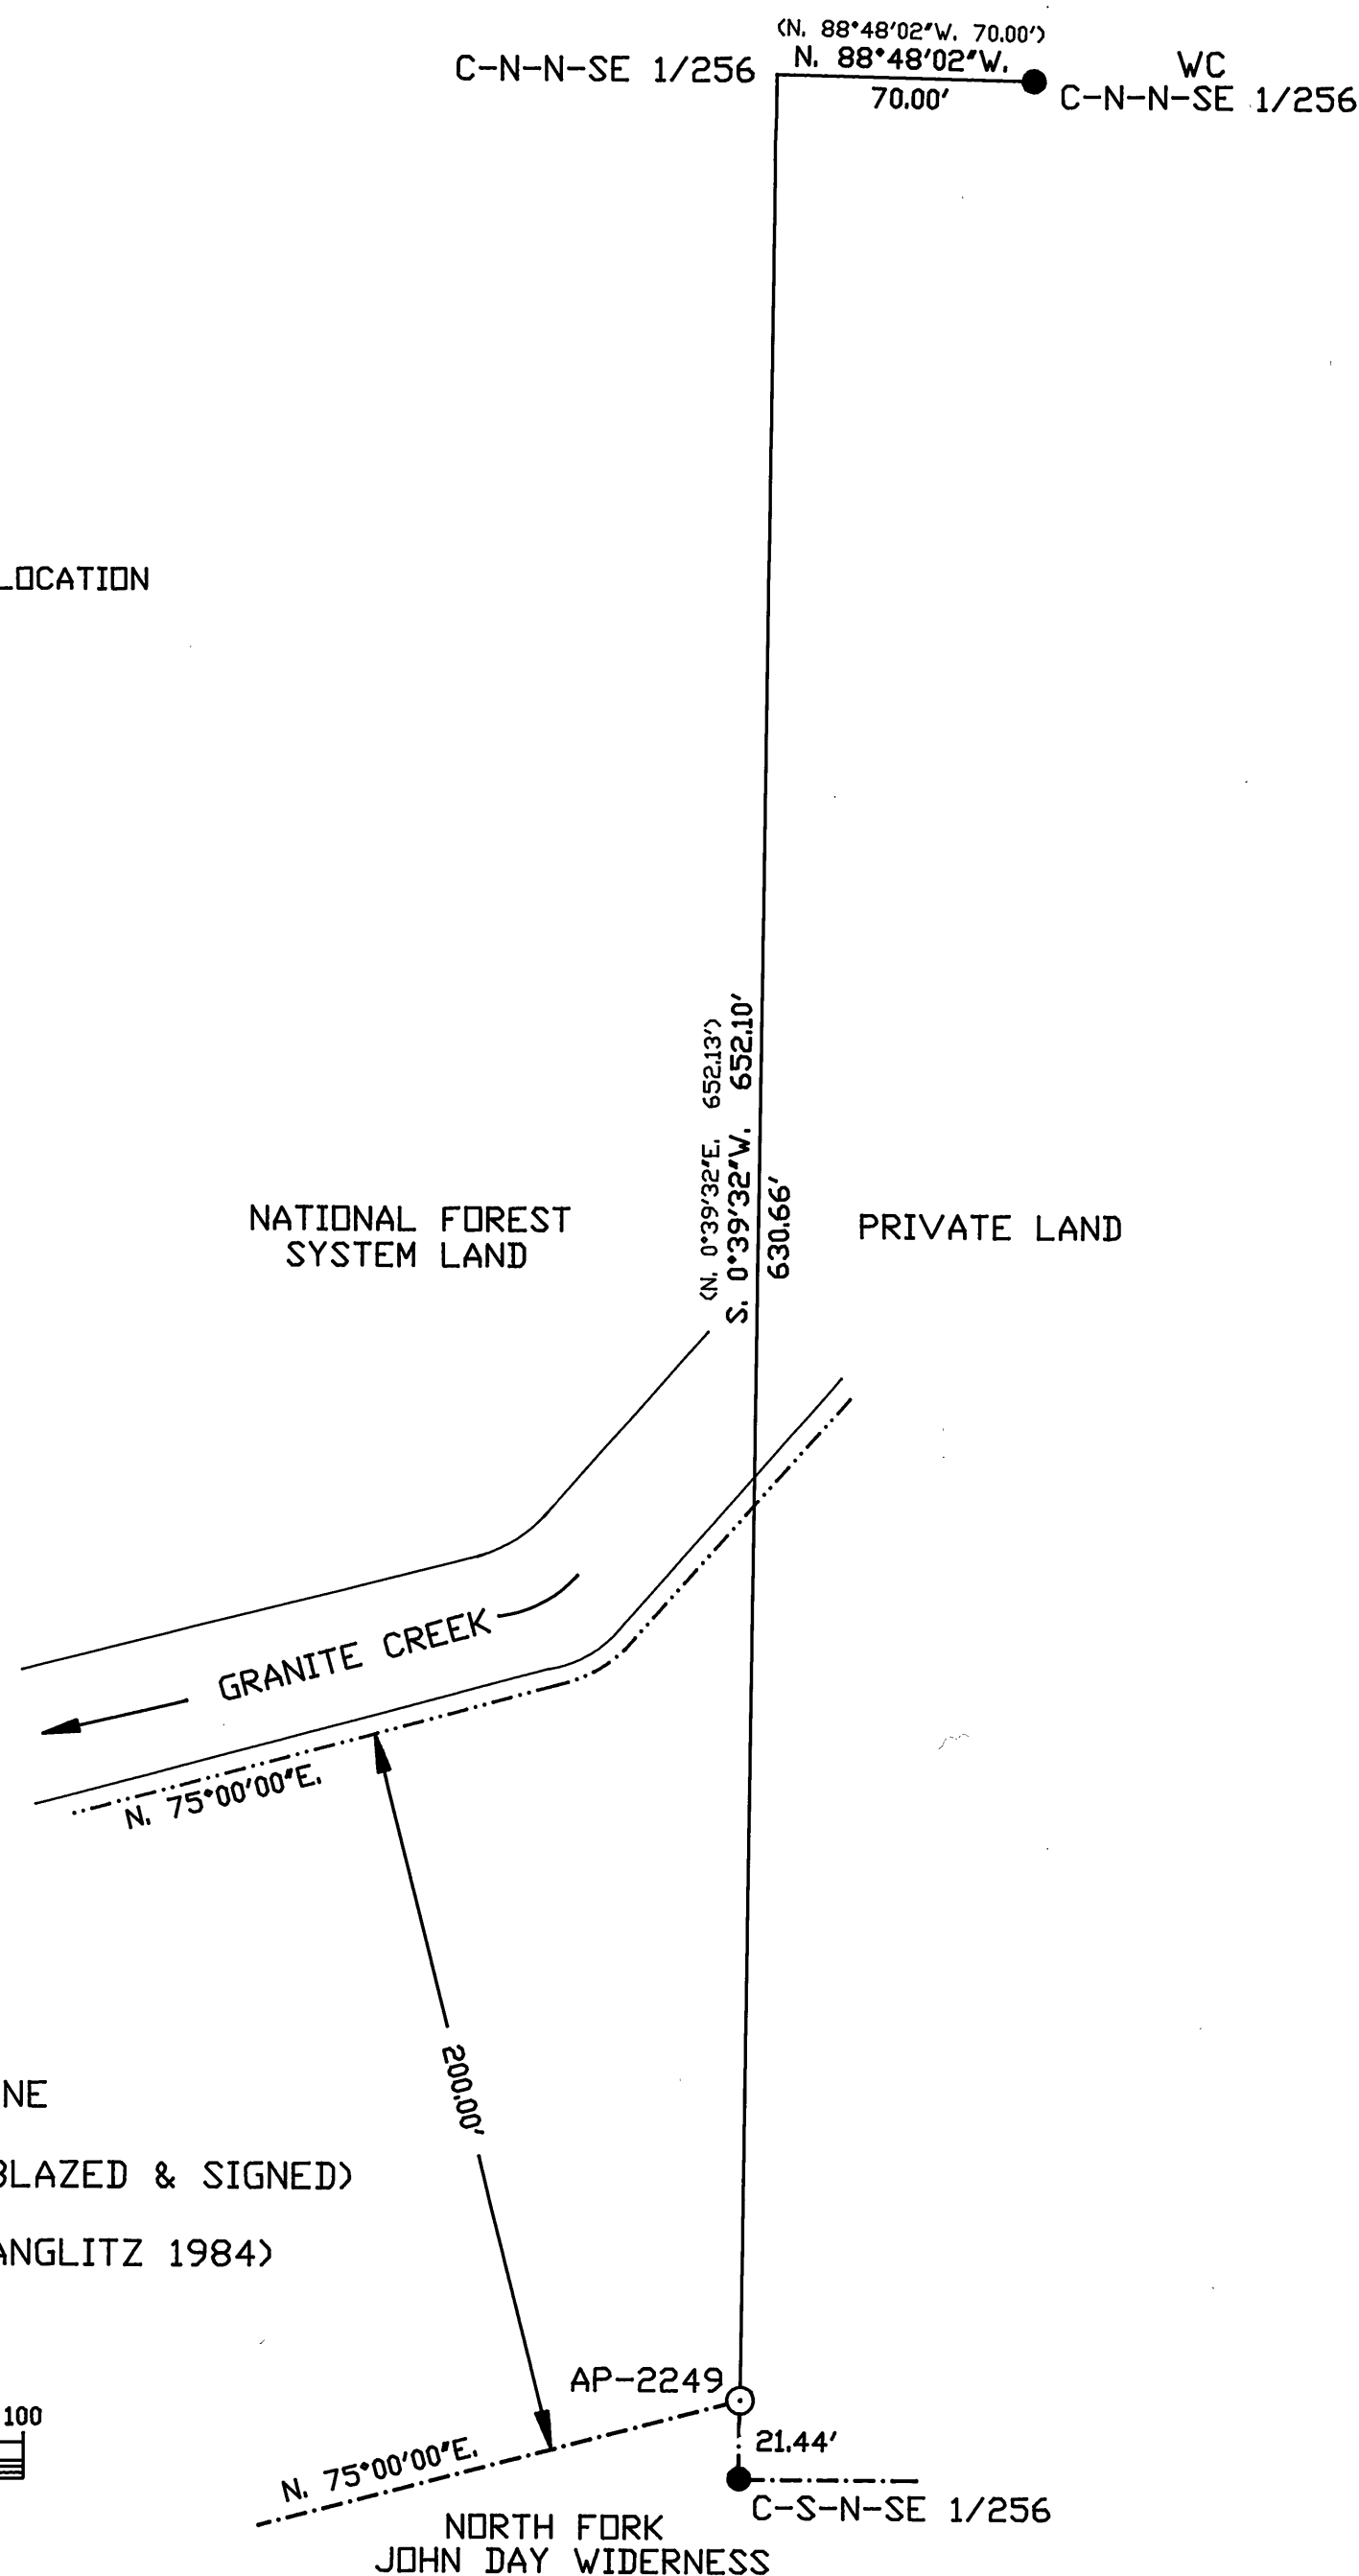 (N. 88°48'02"W. 70.00')
N. 88°48'02"W.
70.00'
C-N-N-SE 1/256
WC
C-N-N-SE 1/256
LOCATION
(N. 0°39'32"E. 652.13')
S. 0°39'32"W. 652.10'
630.66'
NATIONAL FOREST
SYSTEM LAND
PRIVATE LAND
GRANITE CREEK
N. 75°00'00"E.
200.00'
NE
BLAZED & SIGNED)
ANGLITZ 1984)
100
AP-2249
21.44'
N. 75°00'00"E.
C-S-N-SE 1/256
NORTH FORK
JOHN DAY WIDERNESS